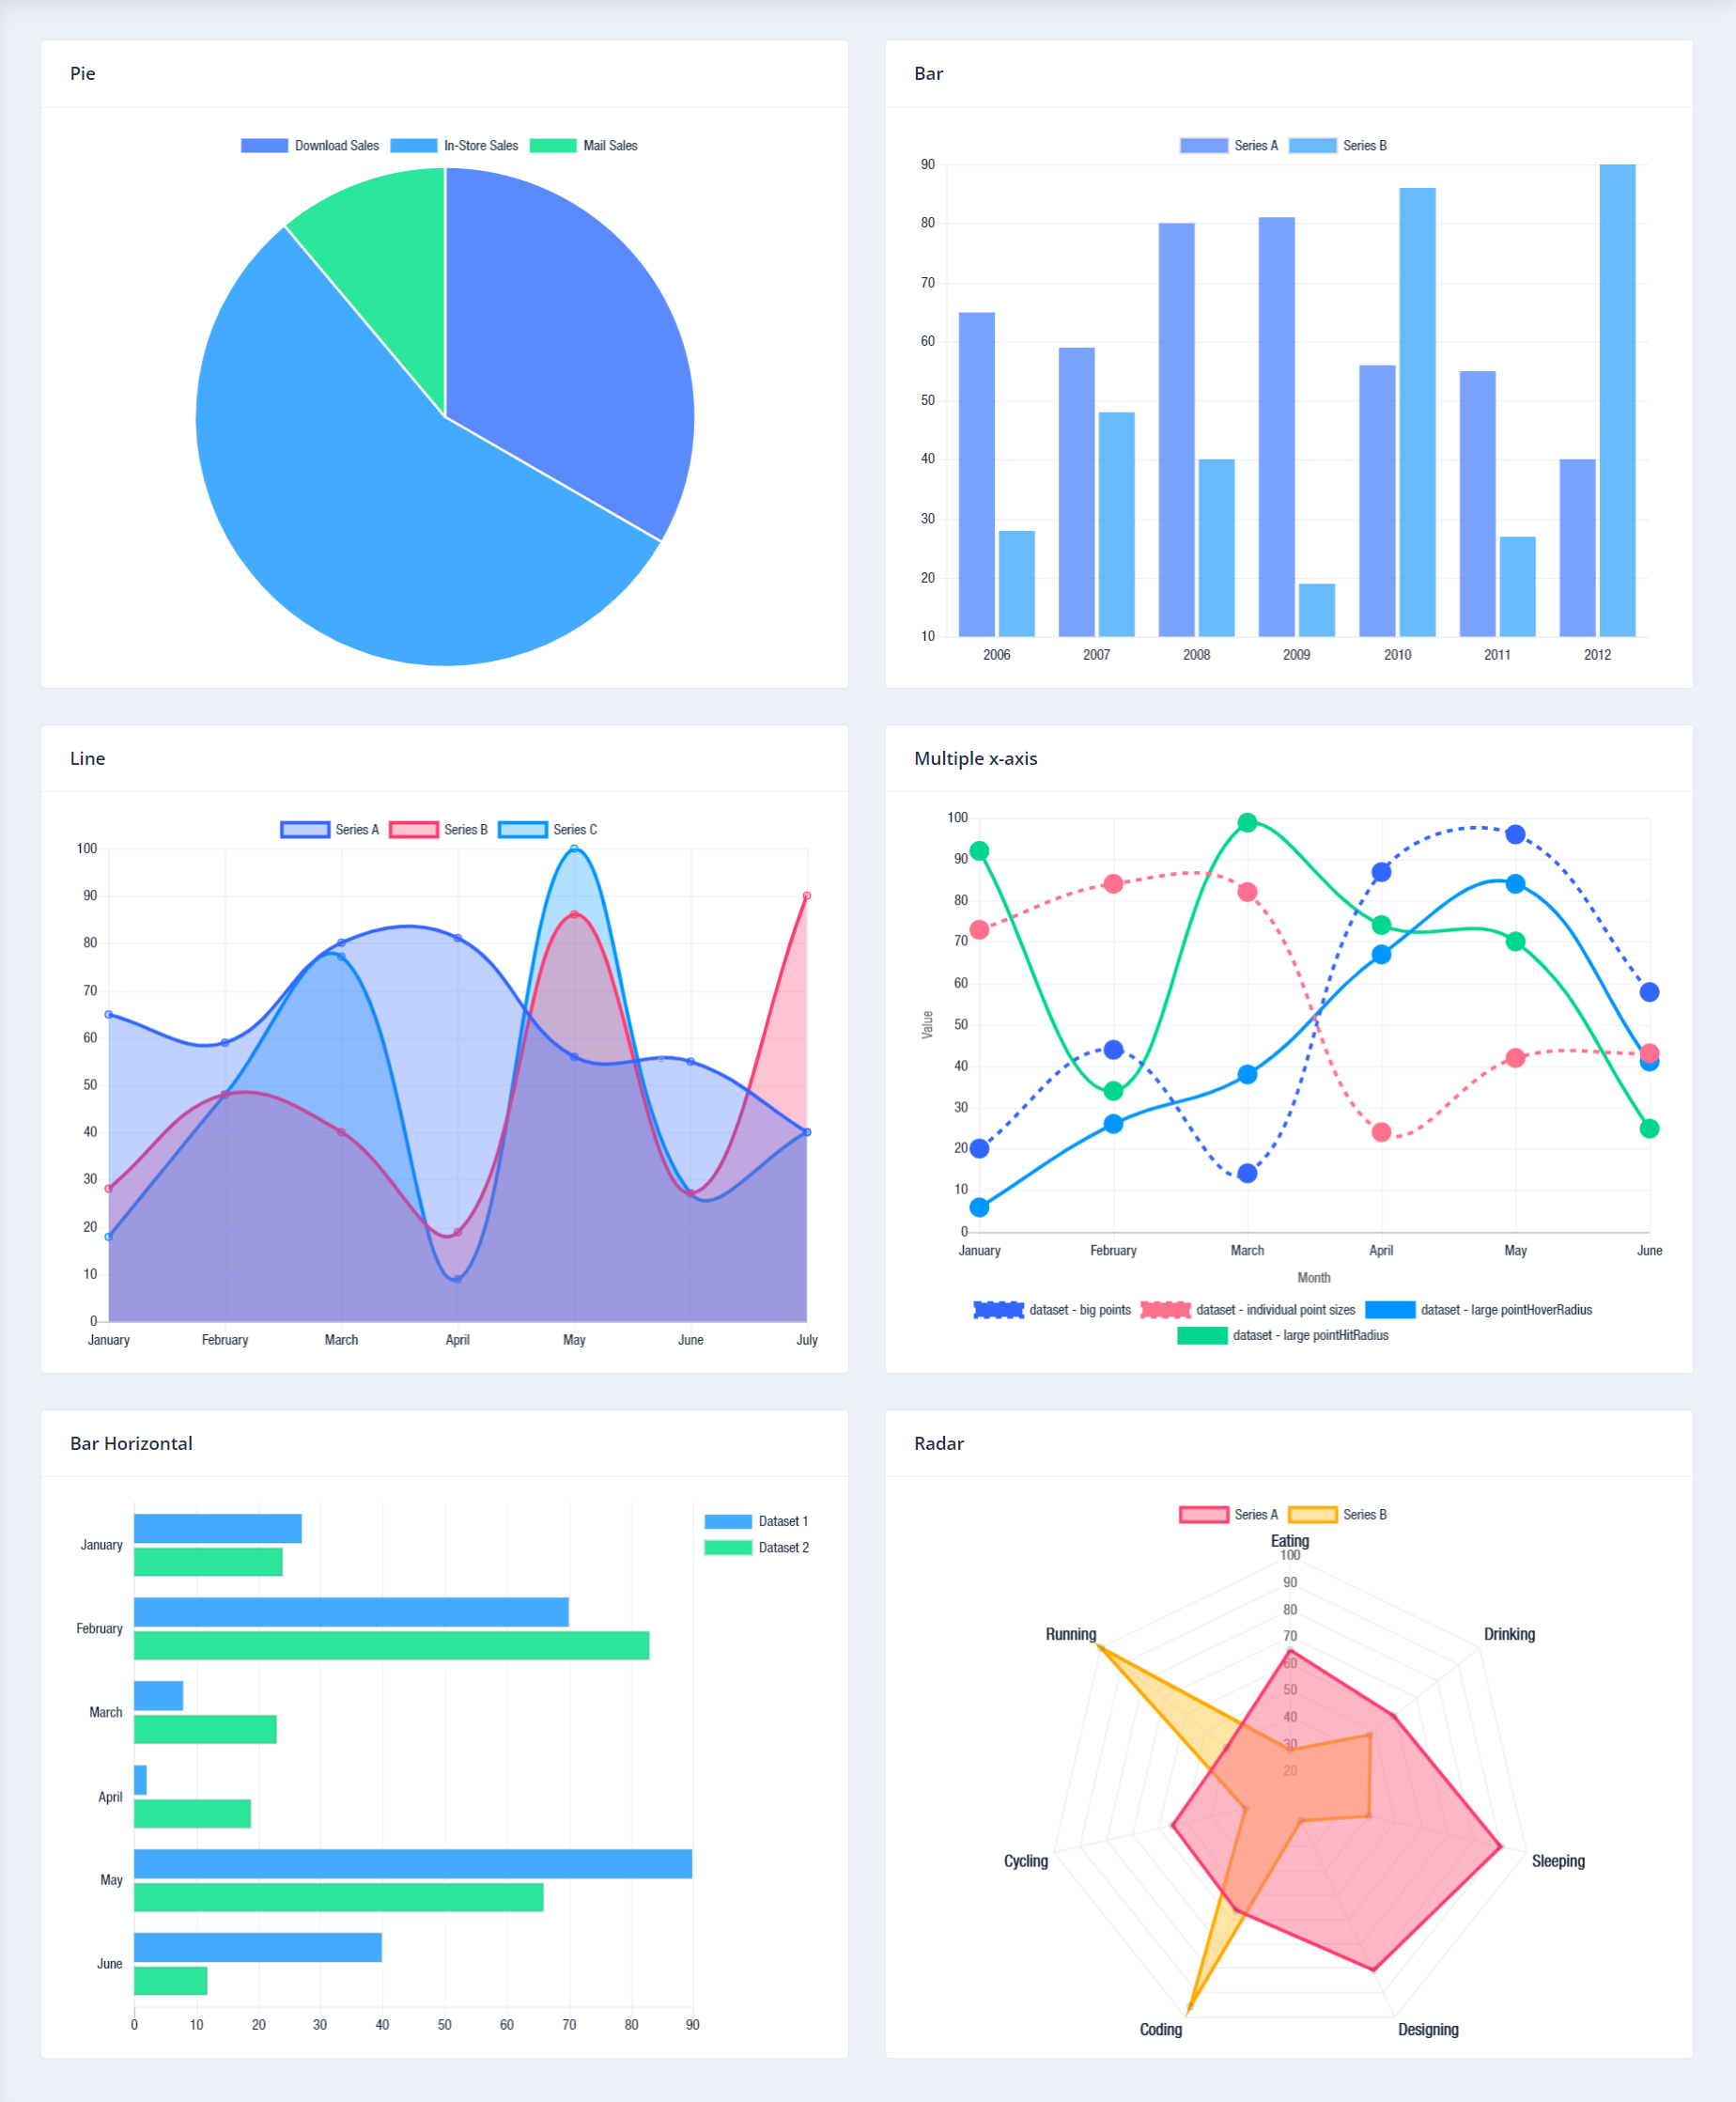 Pie
Download Sales In-Store Sales Mail Sales
Bar
Series A Series B
90
80
70
60
50
40
30
20
10
2006 2007 2008 2009 2010 2011 2012
Line
Series A Series B Series C
100
90
80
70
60
50
40
30
20
10
0
January February March April May June July
Multiple x-axis
100
90
80
70
60
50
40
30
20
10
0
Value
January February March April May June
Month
dataset - big points dataset - individual point sizes dataset - large pointHoverRadius
dataset - large pointHitRadius
Bar Horizontal
Dataset 1
Dataset 2
January
February
March
April
May
June
0 10 20 30 40 50 60 70 80 90
Radar
Series A Series B
Eating
100
90
80
70
60
50
40
30
20
Running Drinking
Cycling Sleeping
Coding Designing